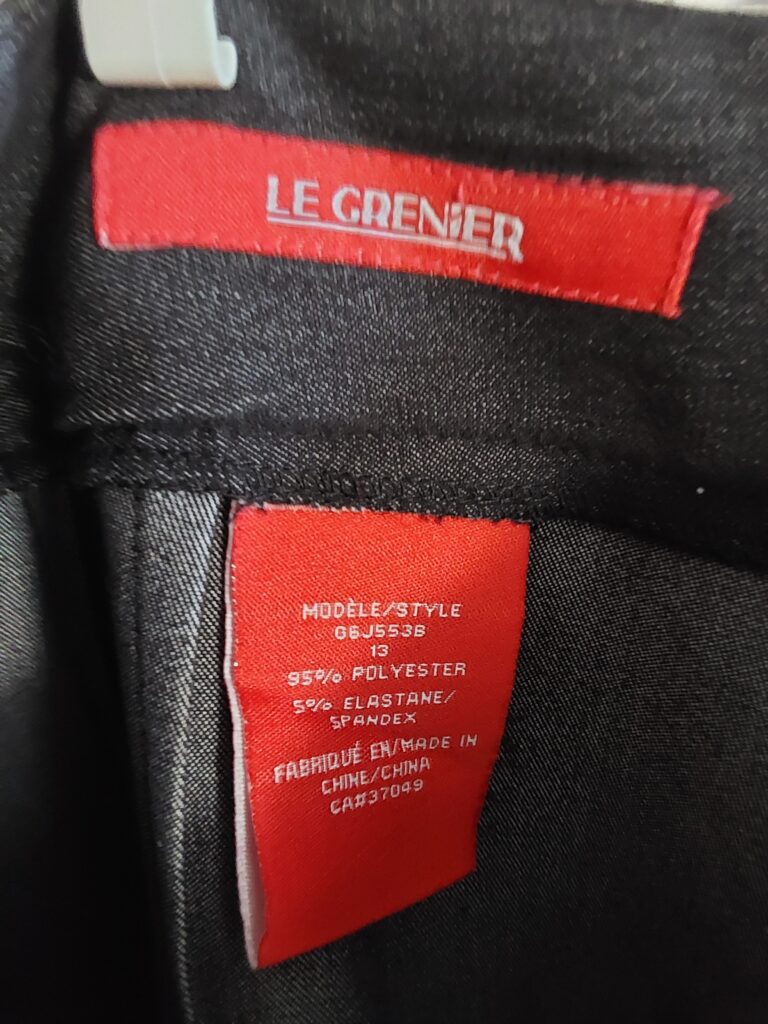 LE GRENIER
MODÈLE/STYLE
G6J553B
13
95% POLYESTER
5% ELASTANE/
SPANDEX
FABRIQUÉ EN/MADE IN
CHINE/CHINA
CA#37049